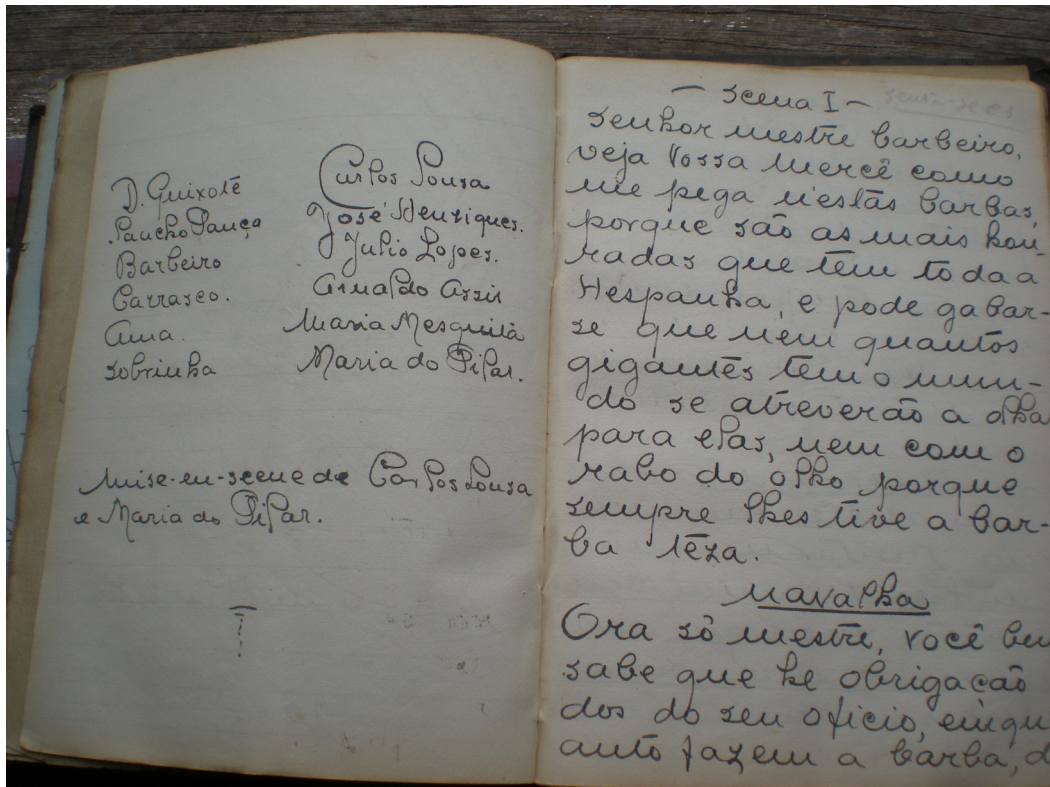 D. Quixote Carlos Sousa
Sancho Pança José Henriques.
Barbeiro Julio Lopes.
Carrasco. Arnaldo Assis
Ama. Maria Mesquita
Sobrinha Maria do Pilar.
Mise-en-scene de Carlos Sousa
e Maria do Pilar.
— Scena I —
Senhor mestre barbeiro,
veja Vossa Mercê como
me pega n'estas barbas,
porque são as mais hon-
radas que tem toda a
Hespanha, e pode gabar-
se que nem quantos
gigantes tem o mun-
do se atreverão a olha
para elas, nem com o
rabo do olho porque
sempre lhes tive a bar-
ba têza.
Navalha
Ora só mestre, você bem
sabe que he obrigação
dos do seu oficio, emqu
anto fazem a barba, d